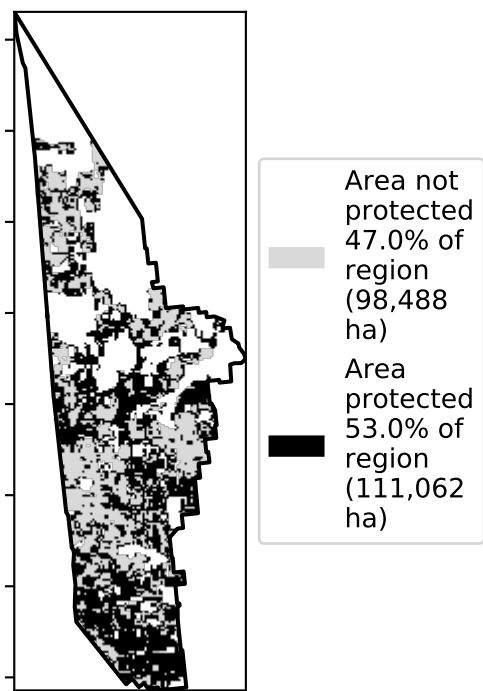 Area not
protected
47.0% of
region
(98,488
ha)
Area
protected
53.0% of
region
(111,062
ha)